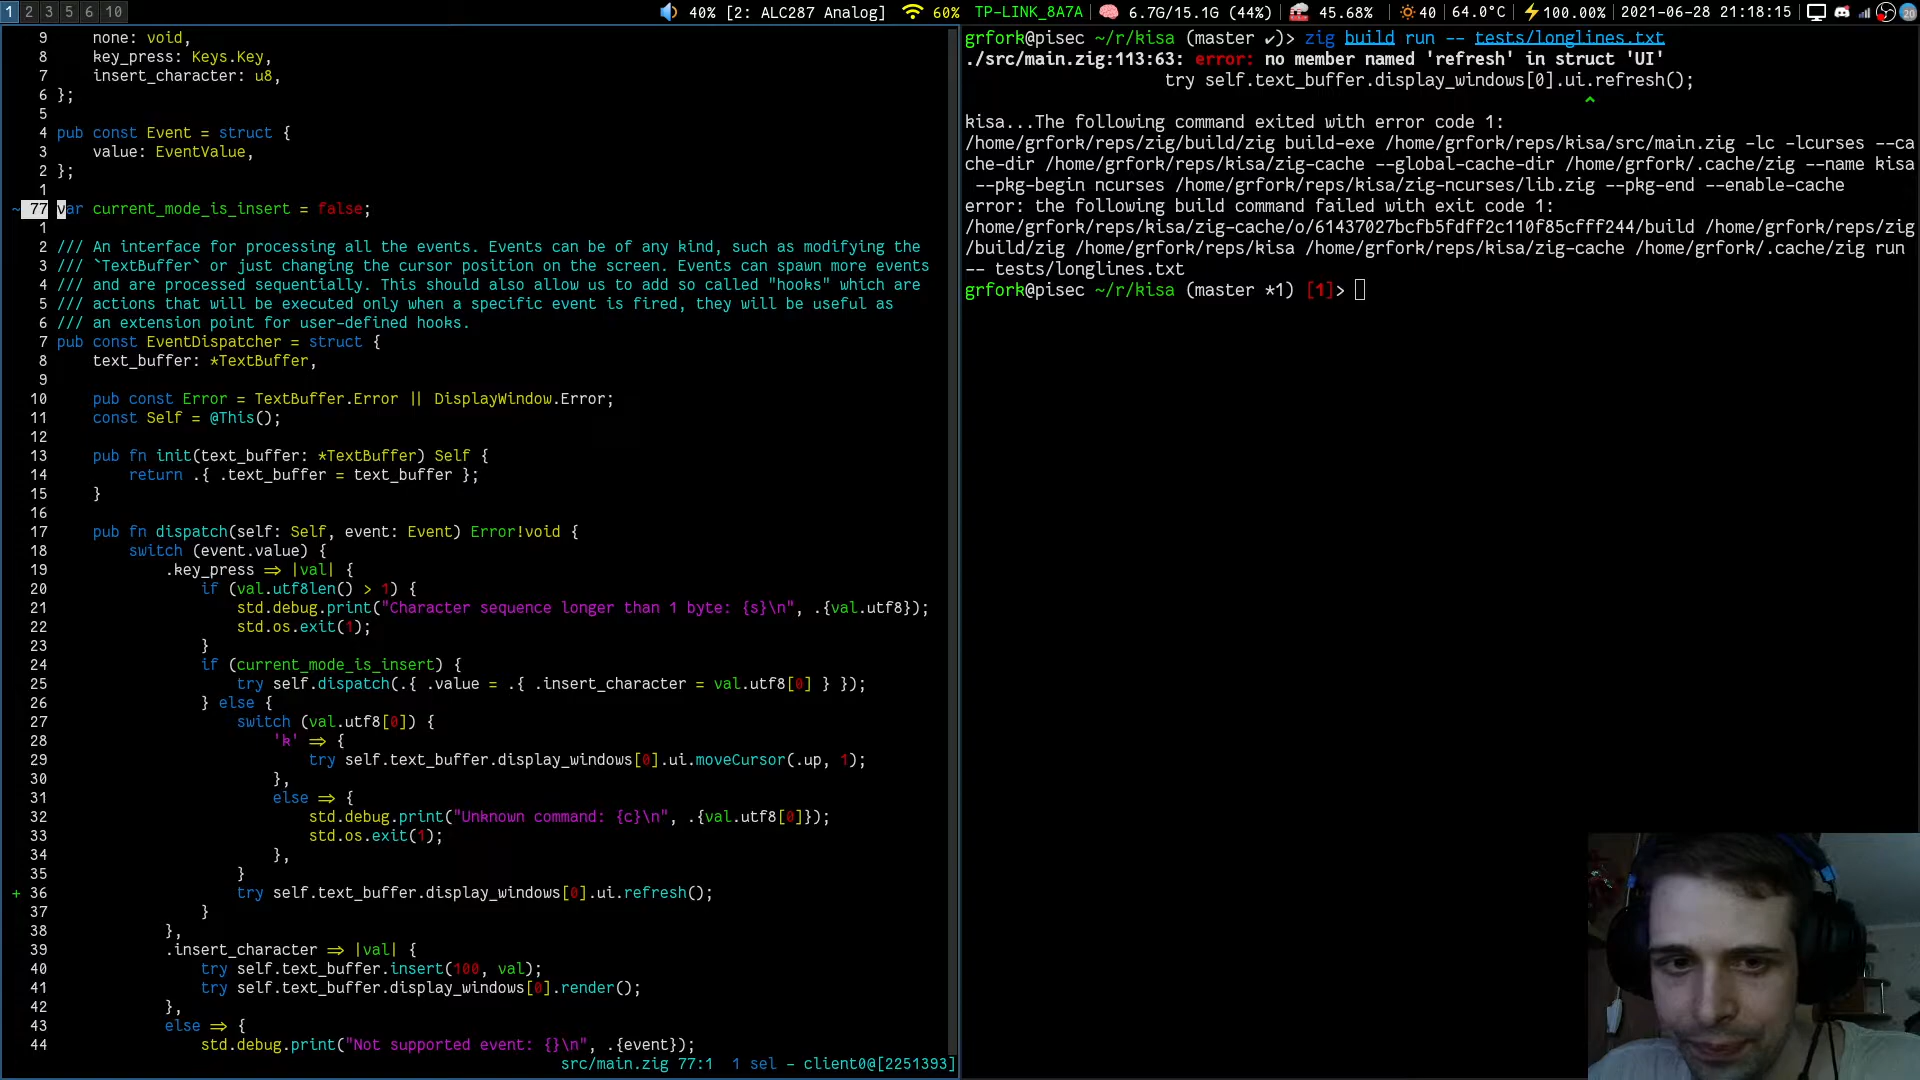 1 2 3 5 6 10
40% [2: ALC287 Analog] 60% TP-LINK_8A7A 6.7G/15.1G (44%) 45.68% 40 64.0°C 100.00% 2021-06-28 21:18:15 20
9     none: void,
8     key_press: Keys.Key,
7     insert_character: u8,
6 };
5
4 pub const Event = struct {
3     value: EventValue,
2 };
1
~ 77 var current_mode_is_insert = false;
1
2 /// An interface for processing all the events. Events can be of any kind, such as modifying the
3 /// `TextBuffer` or just changing the cursor position on the screen. Events can spawn more events
4 /// and are processed sequentially. This should also allow us to add so called "hooks" which are
5 /// actions that will be executed only when a specific event is fired, they will be useful as
6 /// an extension point for user-defined hooks.
7 pub const EventDispatcher = struct {
8     text_buffer: *TextBuffer,
9
10     pub const Error = TextBuffer.Error || DisplayWindow.Error;
11     const Self = @This();
12
13     pub fn init(text_buffer: *TextBuffer) Self {
14         return .{ .text_buffer = text_buffer };
15     }
16
17     pub fn dispatch(self: Self, event: Event) Error!void {
18         switch (event.value) {
19             .key_press => |val| {
20                 if (val.utf8len() > 1) {
21                     std.debug.print("Character sequence longer than 1 byte: {s}\n", .{val.utf8});
22                     std.os.exit(1);
23                 }
24                 if (current_mode_is_insert) {
25                     try self.dispatch(.{ .value = .{ .insert_character = val.utf8[0] } });
26                 } else {
27                     switch (val.utf8[0]) {
28                         'k' => {
29                             try self.text_buffer.display_windows[0].ui.moveCursor(.up, 1);
30                         },
31                         else => {
32                             std.debug.print("Unknown command: {c}\n", .{val.utf8[0]});
33                             std.os.exit(1);
34                         },
35                     }
+ 36                     try self.text_buffer.display_windows[0].ui.refresh();
37                 }
38             },
39             .insert_character => |val| {
40                 try self.text_buffer.insert(100, val);
41                 try self.text_buffer.display_windows[0].render();
42             },
43             else => {
44                 std.debug.print("Not supported event: {}\n", .{event});
src/main.zig 77:1 1 sel - client0@[2251393]
grfork@pisec ~/r/kisa (master ✔)> zig build run -- tests/longlines.txt
./src/main.zig:113:63: error: no member named 'refresh' in struct 'UI'
try self.text_buffer.display_windows[0].ui.refresh();
^
kisa...The following command exited with error code 1:
/home/grfork/reps/zig/build/zig build-exe /home/grfork/reps/kisa/src/main.zig -lc -lcurses --ca
che-dir /home/grfork/reps/kisa/zig-cache --global-cache-dir /home/grfork/.cache/zig --name kisa
--pkg-begin ncurses /home/grfork/reps/kisa/zig-ncurses/lib.zig --pkg-end --enable-cache
error: the following build command failed with exit code 1:
/home/grfork/reps/kisa/zig-cache/o/61437027bcfb5fdff2c110f85cfff244/build /home/grfork/reps/zig
/build/zig /home/grfork/reps/kisa /home/grfork/reps/kisa/zig-cache /home/grfork/.cache/zig run
-- tests/longlines.txt
grfork@pisec ~/r/kisa (master *1) [1]>